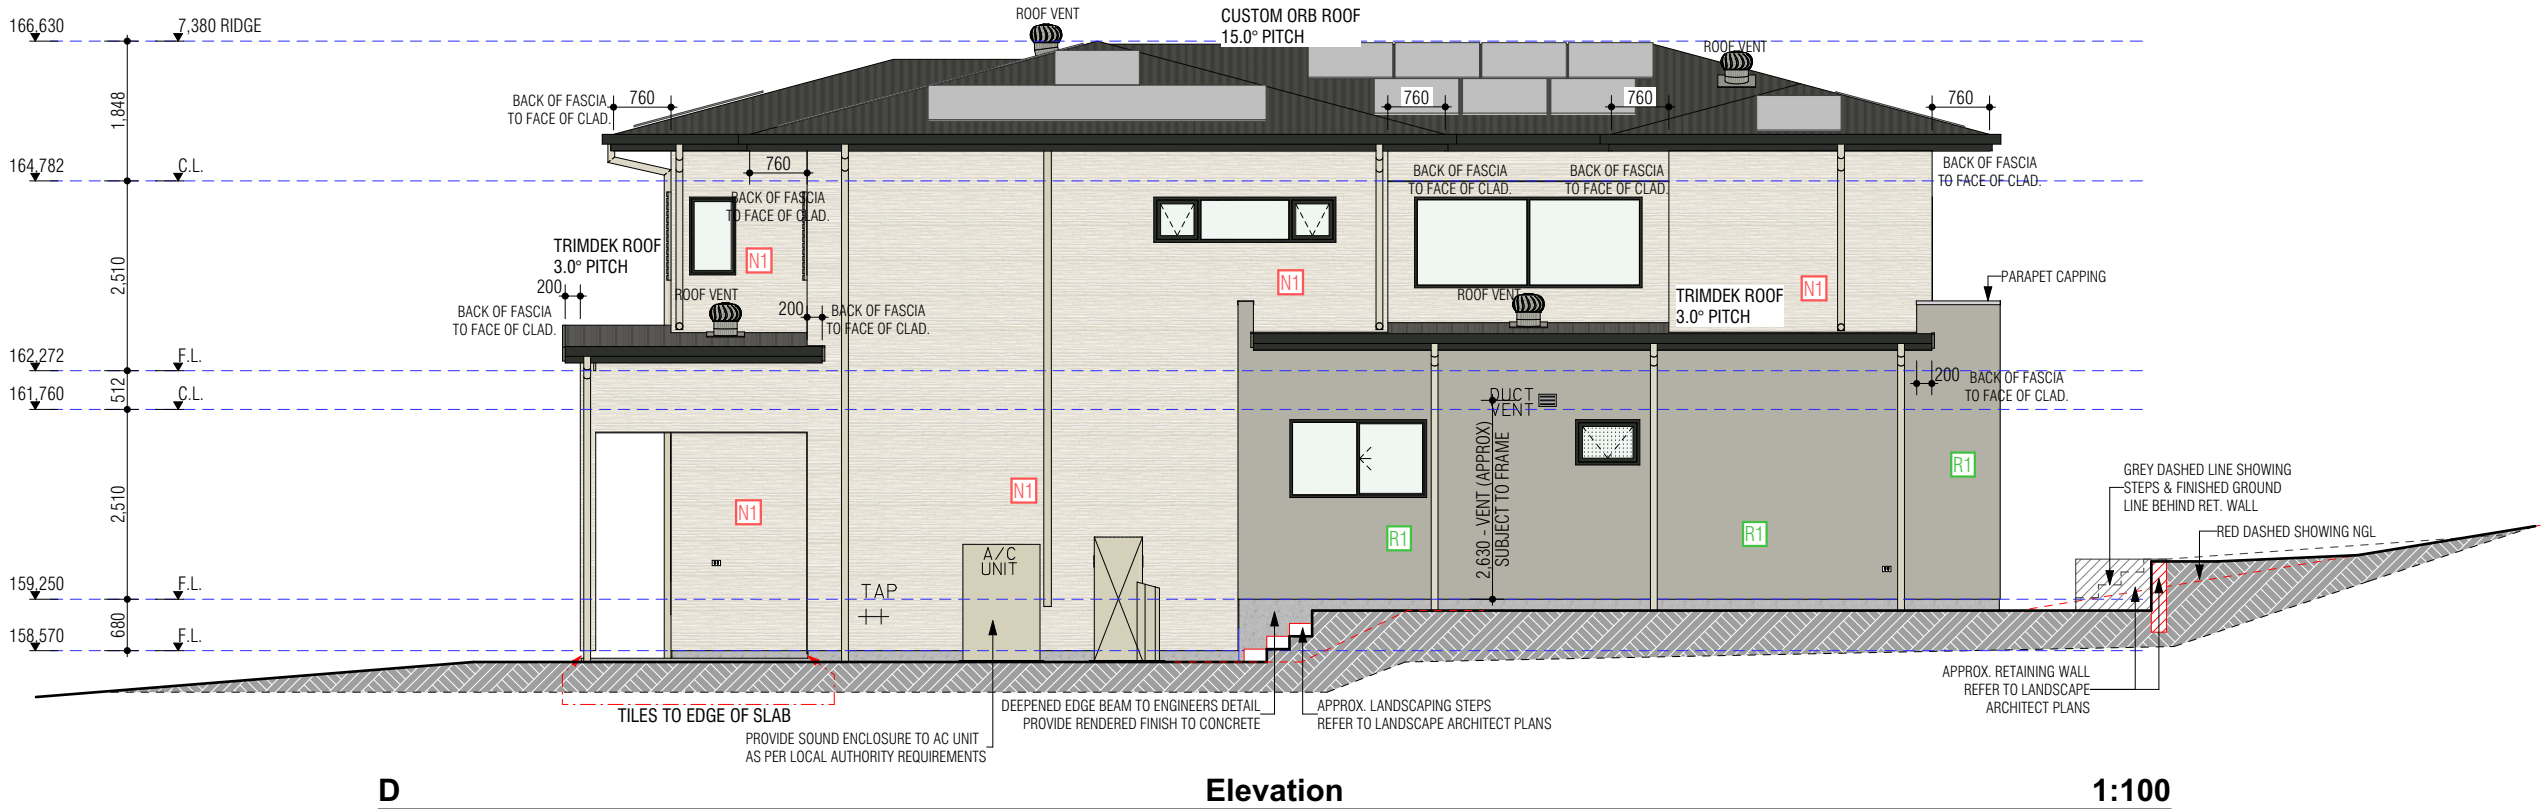 166,630
7,380 RIDGE
ROOF VENT
CUSTOM ORB ROOF
15.0° PITCH
ROOF VENT
1,848
BACK OF FASCIA
TO FACE OF CLAD.
760
760
760
760
164,782
C.L.
760
BACK OF FASCIA
TO FACE OF CLAD.
BACK OF FASCIA
TO FACE OF CLAD.
BACK OF FASCIA
TO FACE OF CLAD.
BACK OF FASCIA
TO FACE OF CLAD.
2,510
TRIMDEK ROOF
3.0° PITCH
N1
N1
N1
PARAPET CAPPING
200
ROOF VENT
ROOF VENT
TRIMDEK ROOF
3.0° PITCH
BACK OF FASCIA
TO FACE OF CLAD.
200
BACK OF FASCIA
TO FACE OF CLAD.
162,272
F.L.
512
200
BACK OF FASCIA
TO FACE OF CLAD.
161,760
C.L.
DUCT
VENT
2,510
2,630 - VENT (APPROX)
SUBJECT TO FRAME
N1
N1
R1
R1
R1
GREY DASHED LINE SHOWING
STEPS & FINISHED GROUND
LINE BEHIND RET. WALL
RED DASHED SHOWING NGL
A/C
UNIT
TAP
159,250
F.L.
680
158,570
F.L.
TILES TO EDGE OF SLAB
PROVIDE SOUND ENCLOSURE TO AC UNIT
AS PER LOCAL AUTHORITY REQUIREMENTS
DEEPENED EDGE BEAM TO ENGINEERS DETAIL
PROVIDE RENDERED FINISH TO CONCRETE
APPROX. LANDSCAPING STEPS
REFER TO LANDSCAPE ARCHITECT PLANS
APPROX. RETAINING WALL
REFER TO LANDSCAPE
ARCHITECT PLANS
D
Elevation
1:100